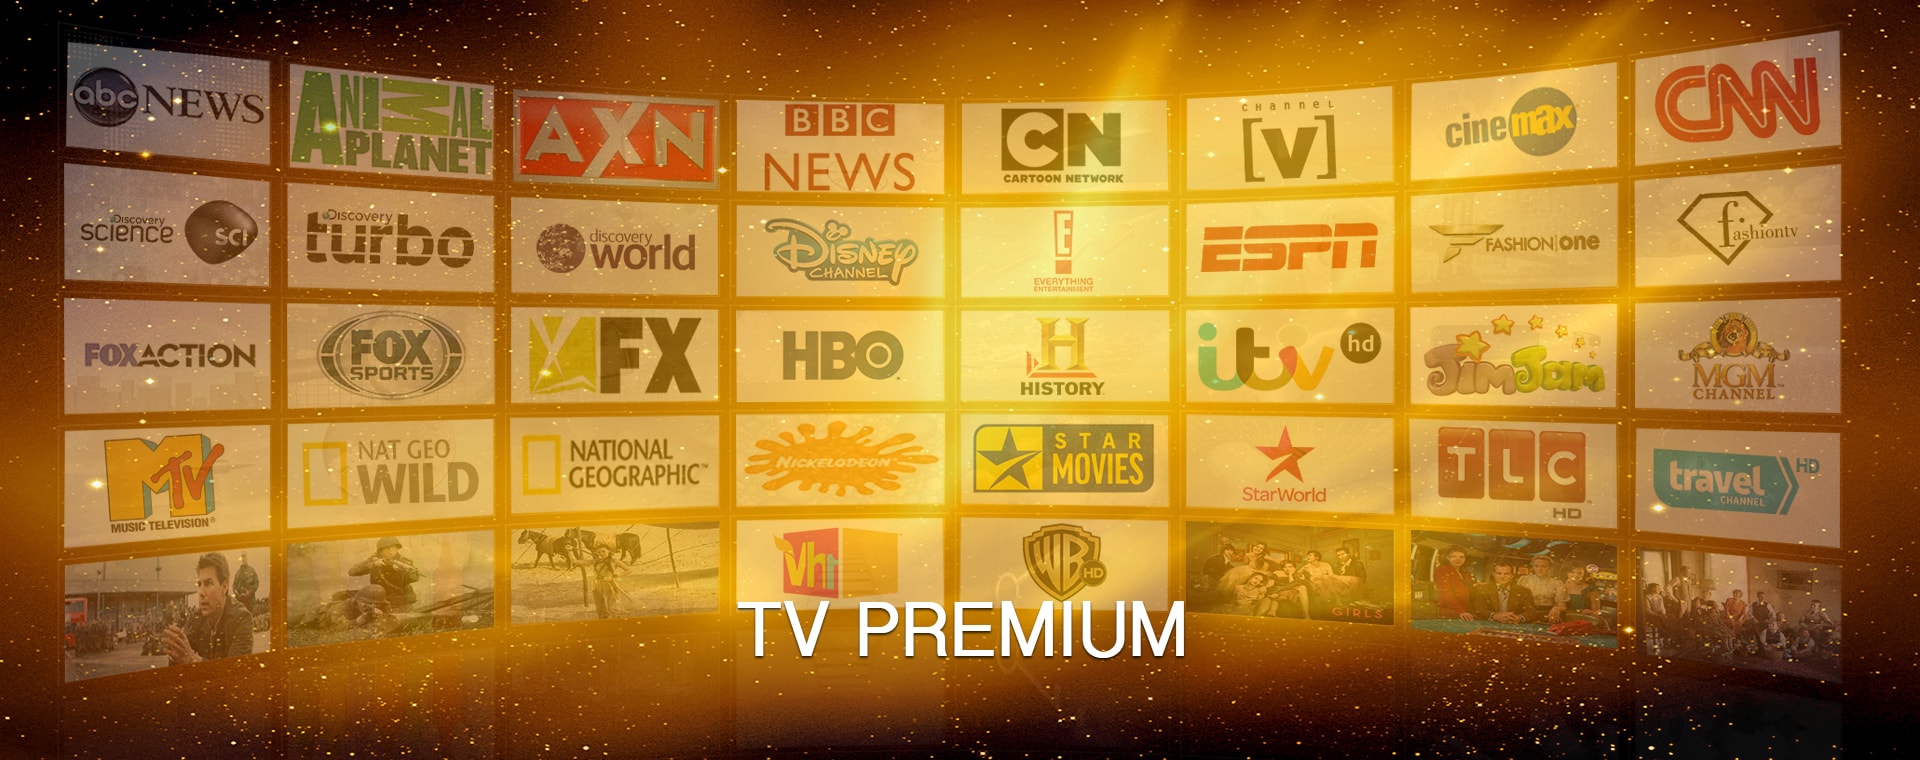 abc NEWS
ANIMAL
PLANET
AXN
BBC
NEWS
CN
CARTOON NETWORK
channel
[V]
cinemax
CNN
Discovery
science SCI
Discovery
turbo
discovery
world
Disney
CHANNEL
E!
EVERYTHING
ENTERTAINMENT
ESPN
FASHION one
fashiontv
FOX ACTION
FOX
SPORTS
FX
HBO
H
HISTORY
itv hd
JimJam
MGM
CHANNEL
MTV
MUSIC TELEVISION®
NAT GEO
WILD
NATIONAL
GEOGRAPHIC™
NICKELODEON
STAR
MOVIES
StarWorld
TLC
HD
travel HD
CHANNEL
Vh1
WB HD
GIRLS
TV PREMIUM